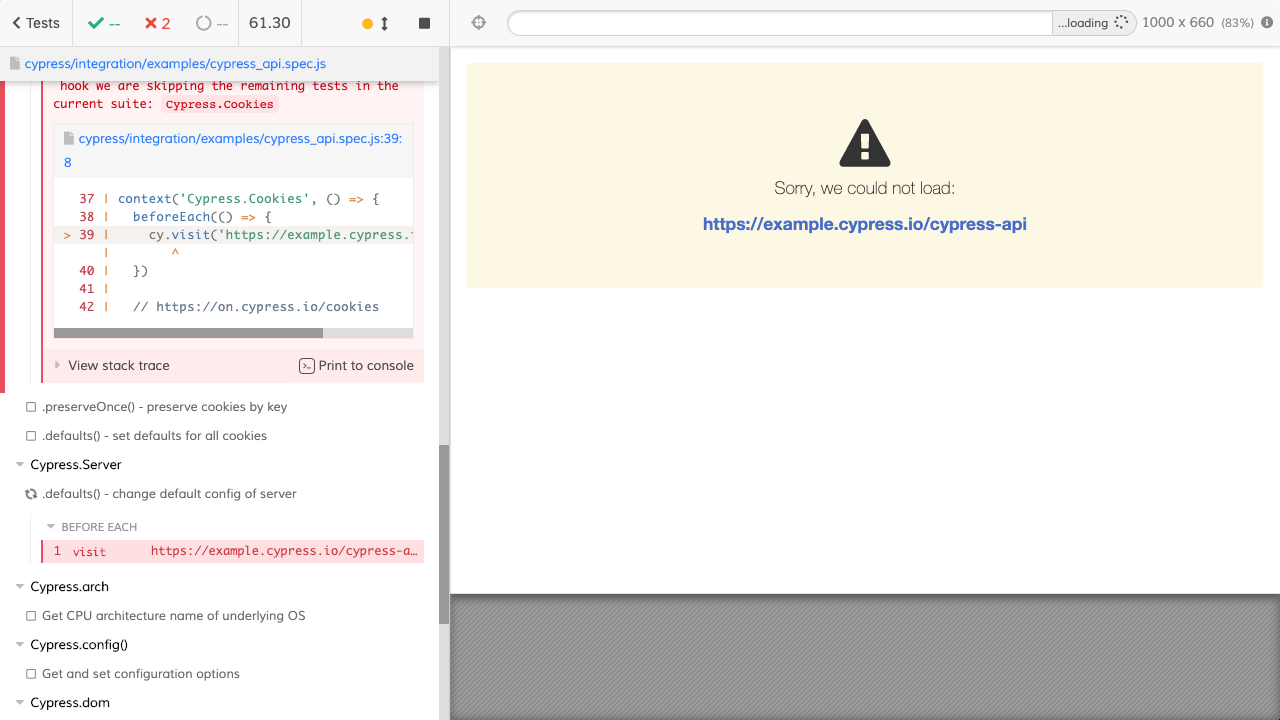 Tests
--
2
--
61.30
...loading
1000 x 660 (83%)
cypress/integration/examples/cypress_api.spec.js
hook we are skipping the remaining tests in the
current suite: Cypress.Cookies
cypress/integration/examples/cypress_api.spec.js:39:
8
37 | context('Cypress.Cookies', () => {
38 | beforeEach(() => {
> 39 | cy.visit('https://example.cypress.
| ^
40 | })
41 |
42 | // https://on.cypress.io/cookies
View stack trace
Print to console
.preserveOnce() - preserve cookies by key
.defaults() - set defaults for all cookies
Cypress.Server
.defaults() - change default config of server
BEFORE EACH
1 visit https://example.cypress.io/cypress-a...
Cypress.arch
Get CPU architecture name of underlying OS
Cypress.config()
Get and set configuration options
Cypress.dom
Sorry, we could not load:
https://example.cypress.io/cypress-api